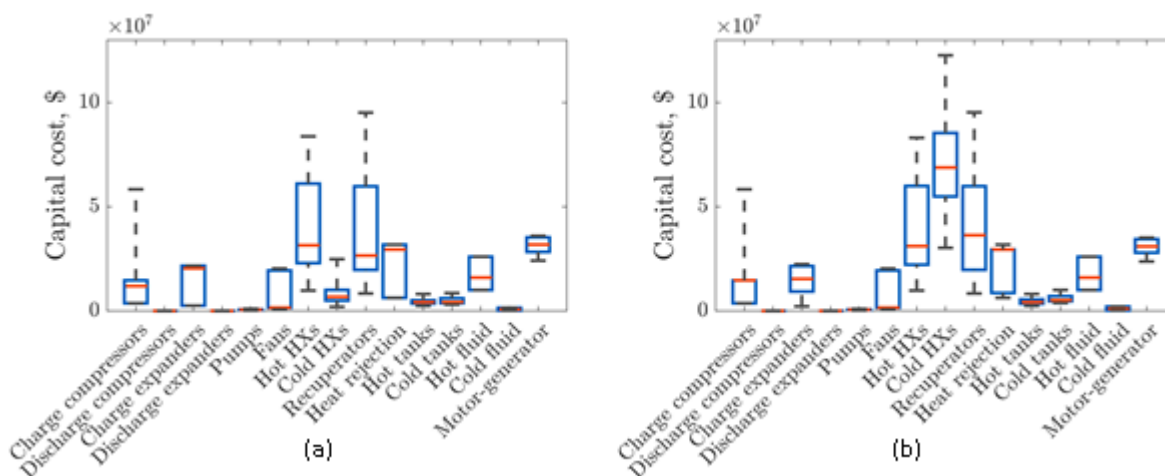 ×10⁷
Capital cost, $
10
5
0
Charge compressors
Discharge compressors
Charge expanders
Discharge expanders
Pumps
Fans
Hot HXs
Cold HXs
Recuperators
Heat rejection
Hot tanks
Cold tanks
Hot fluid
Cold fluid
Motor-generator
(a)
×10⁷
Capital cost, $
10
5
0
Charge compressors
Discharge compressors
Charge expanders
Discharge expanders
Pumps
Fans
Hot HXs
Cold HXs
Recuperators
Heat rejection
Hot tanks
Cold tanks
Hot fluid
Cold fluid
Motor-generator
(b)